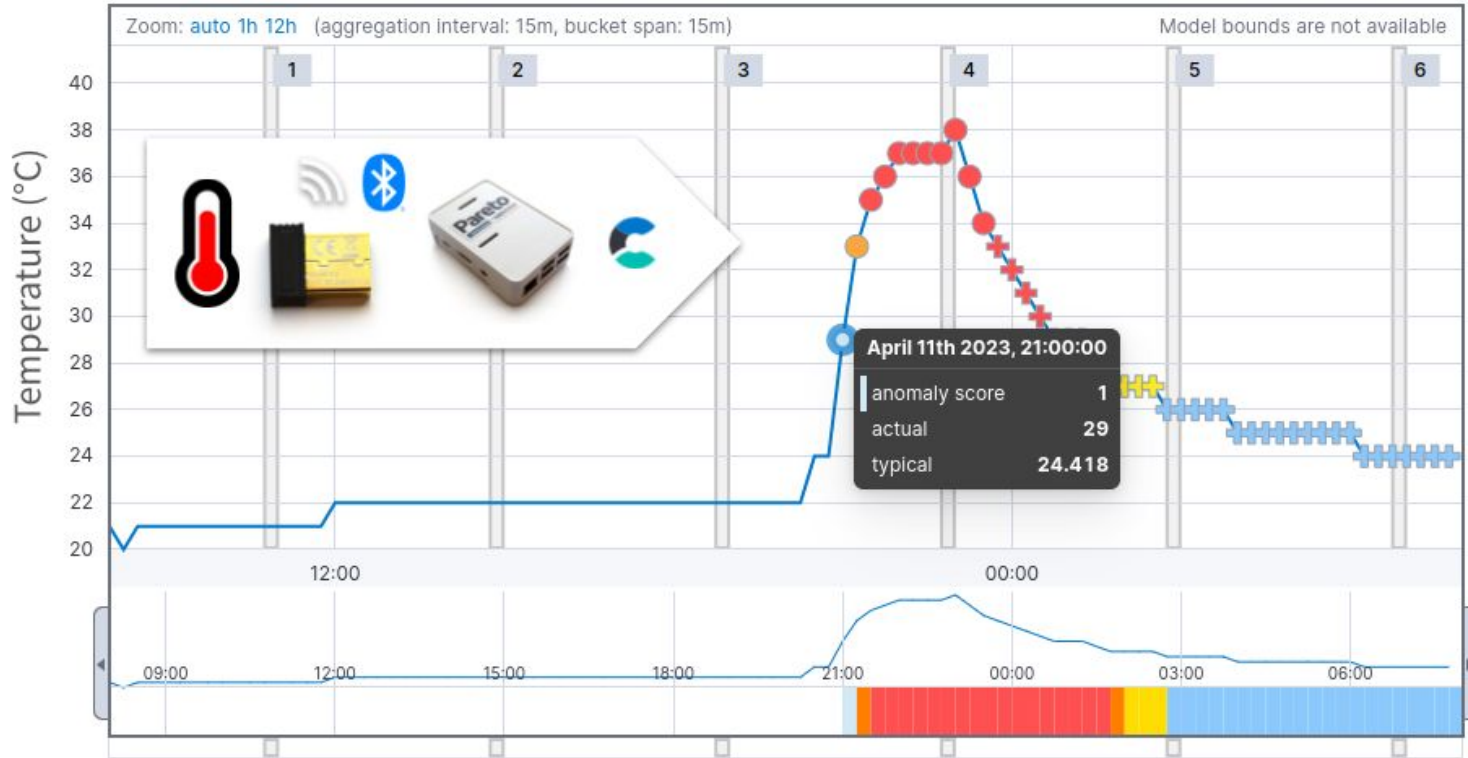 Zoom: auto 1h 12h (aggregation interval: 15m, bucket span: 15m) Model bounds are not available
1 2 3 4 5 6
Temperature (°C)
40
38
36
34
32
30
28
26
24
22
20
Pareto
April 11th 2023, 21:00:00
anomaly score 1
actual 29
typical 24.418
12:00 00:00
09:00 12:00 15:00 18:00 21:00 00:00 03:00 06:00